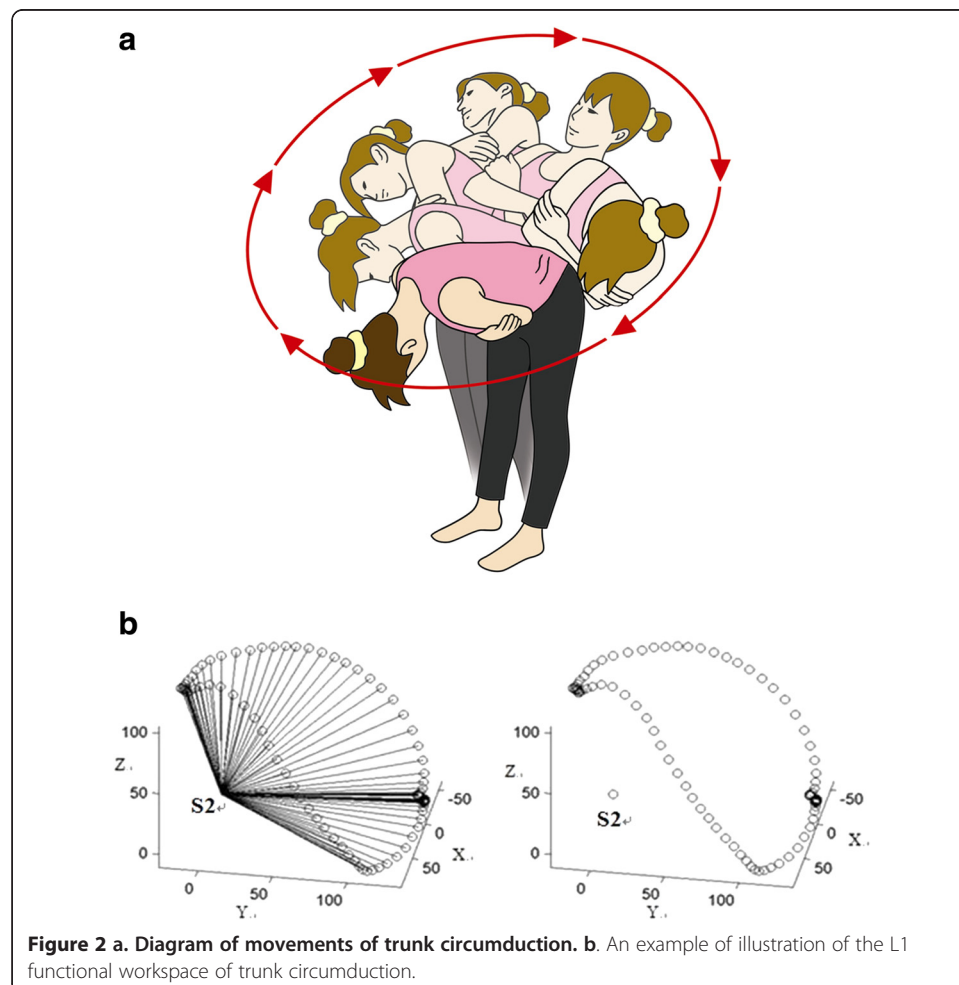 a
b
100
Z
50
S2
0
0
50
100
Y
-50
0
50
X
100
Z
50
S2
0
0
50
100
Y
-50
0
50
X
Figure 2 a. Diagram of movements of trunk circumduction. b. An example of illustration of the L1
functional workspace of trunk circumduction.